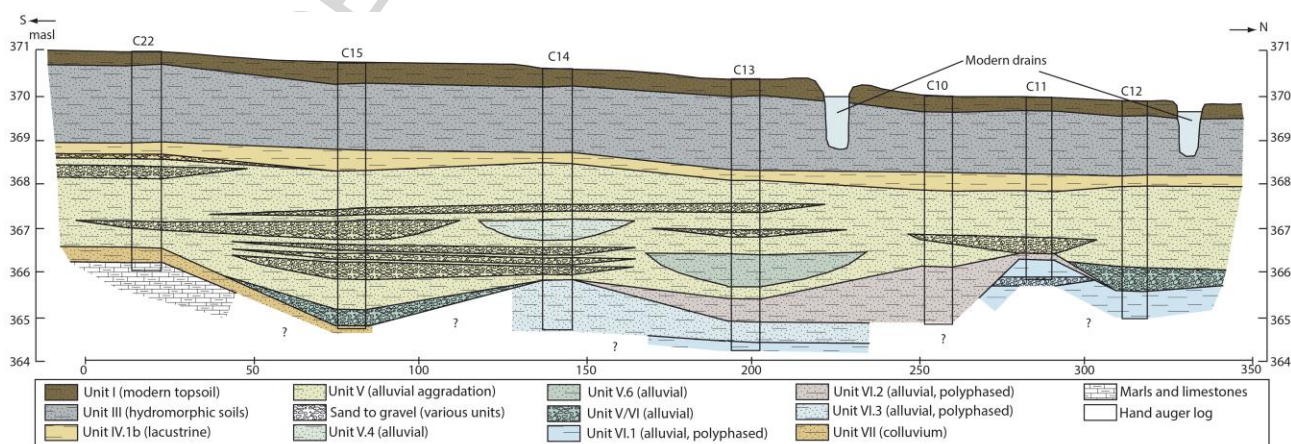 S
N
masl
C22
C15
C14
C13
C10
C11
C12
Modern drains
371
370
369
368
367
366
365
364
371
370
369
368
367
366
365
364
?
?
?
?
0
50
100
150
200
250
300
350
Unit I (modern topsoil)
Unit III (hydromorphic soils)
Unit IV.1b (lacustrine)
Unit V (alluvial aggradation)
Sand to gravel (various units)
Unit V.4 (alluvial)
Unit V.6 (alluvial)
Unit V/VI (alluvial)
Unit VI.1 (alluvial, polyphased)
Unit VI.2 (alluvial, polyphased)
Unit VI.3 (alluvial, polyphased)
Unit VII (colluvium)
Marls and limestones
Hand auger log